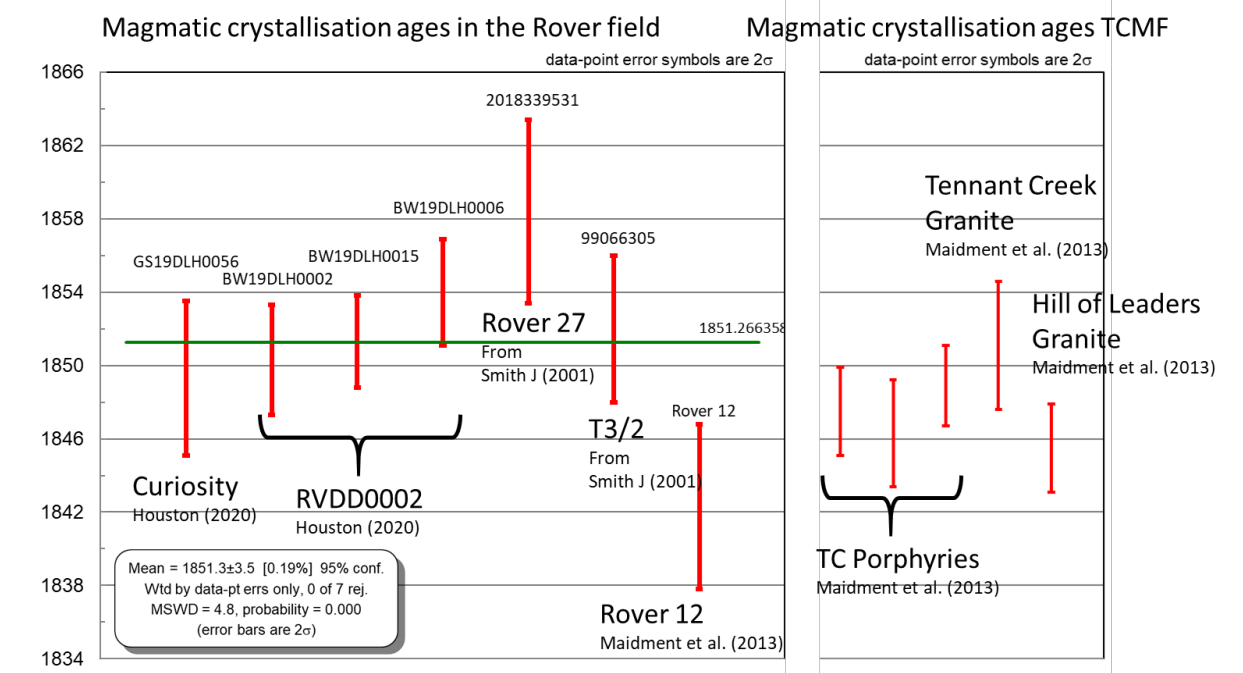 Magmatic crystallisation ages in the Rover field
Magmatic crystallisation ages TCMF
data-point error symbols are 2σ
data-point error symbols are 2σ
1866
1862
1858
1854
1850
1846
1842
1838
1834
2018339531
BW19DLH0006
99066305
GS19DLH0056
BW19DLH0015
BW19DLH0002
Rover 27
From
Smith J (2001)
1851.266358
Rover 12
T3/2
From
Smith J (2001)
Curiosity
Houston (2020)
RVDD0002
Houston (2020)
Mean = 1851.3±3.5 [0.19%] 95% conf.
Wtd by data-pt errs only, 0 of 7 rej.
MSWD = 4.8, probability = 0.000
(error bars are 2σ)
Rover 12
Maidment et al. (2013)
Tennant Creek
Granite
Maidment et al. (2013)
Hill of Leaders
Granite
Maidment et al. (2013)
TC Porphyries
Maidment et al. (2013)